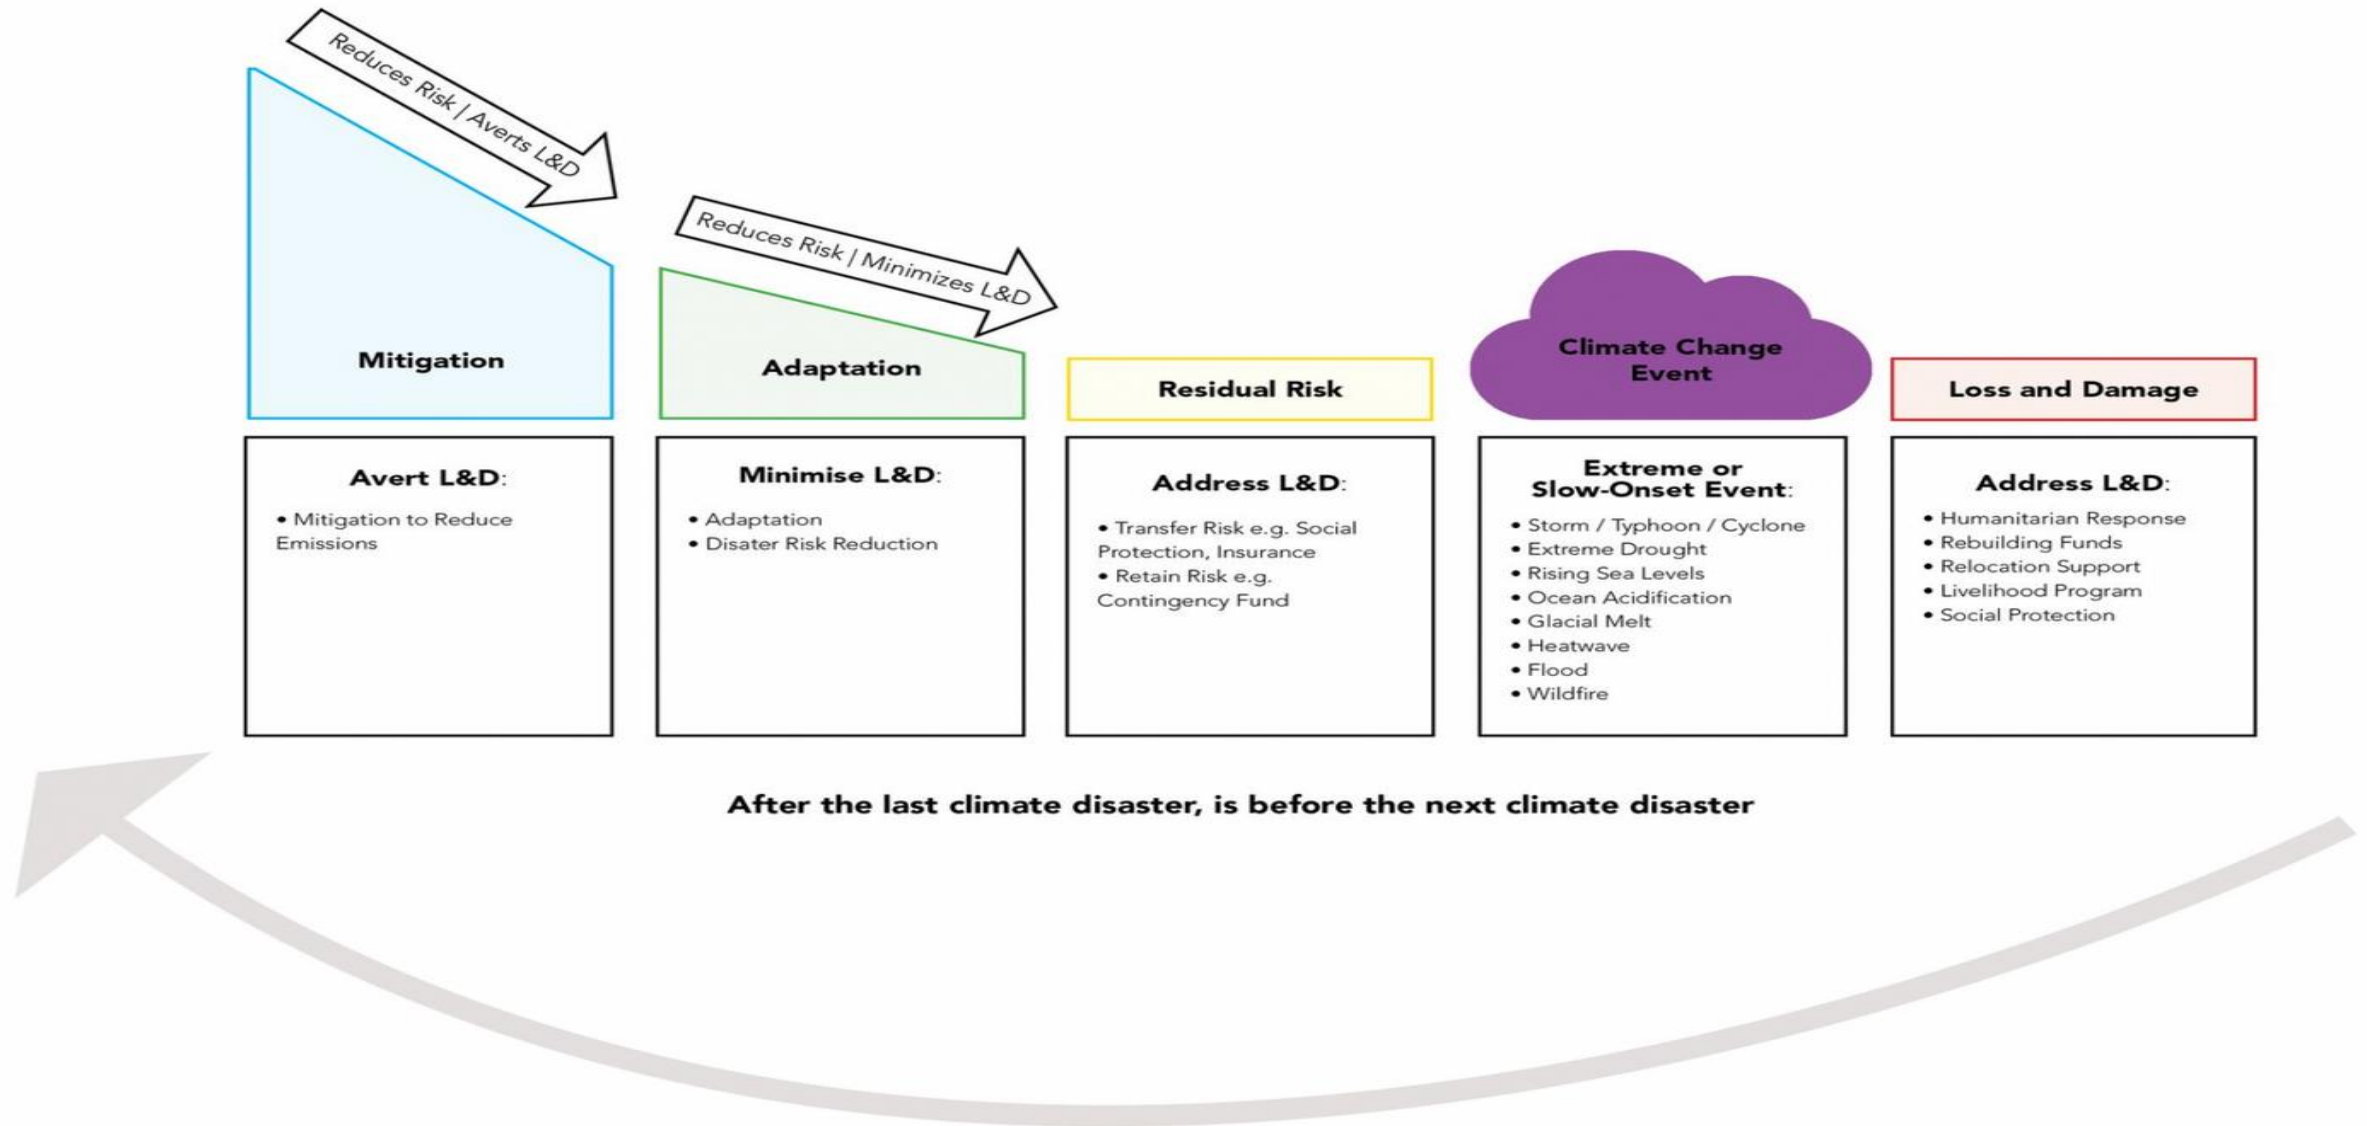 Reduces Risk | Averts L&D
Reduces Risk | Minimizes L&D
Mitigation
Adaptation
Residual Risk
Climate Change
Event
Loss and Damage
Avert L&D:
• Mitigation to Reduce
Emissions
Minimise L&D:
• Adaptation
• Disater Risk Reduction
Address L&D:
• Transfer Risk e.g. Social
Protection, Insurance
• Retain Risk e.g.
Contingency Fund
Extreme or
Slow-Onset Event:
• Storm / Typhoon / Cyclone
• Extreme Drought
• Rising Sea Levels
• Ocean Acidification
• Glacial Melt
• Heatwave
• Flood
• Wildfire
Address L&D:
• Humanitarian Response
• Rebuilding Funds
• Relocation Support
• Livelihood Program
• Social Protection
After the last climate disaster, is before the next climate disaster